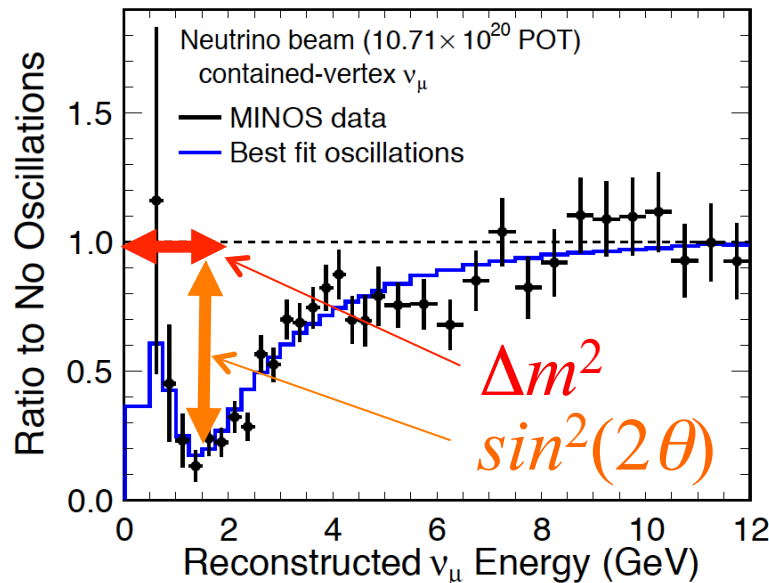 Neutrino beam (10.71× 10²⁰ POT)
contained-vertex νμ
MINOS data
Best fit oscillations
Ratio to No Oscillations
1.5
1.0
0.5
0.0
Δm²
sin²(2θ)
0 2 4 6 8 10 12
Reconstructed νμ Energy (GeV)